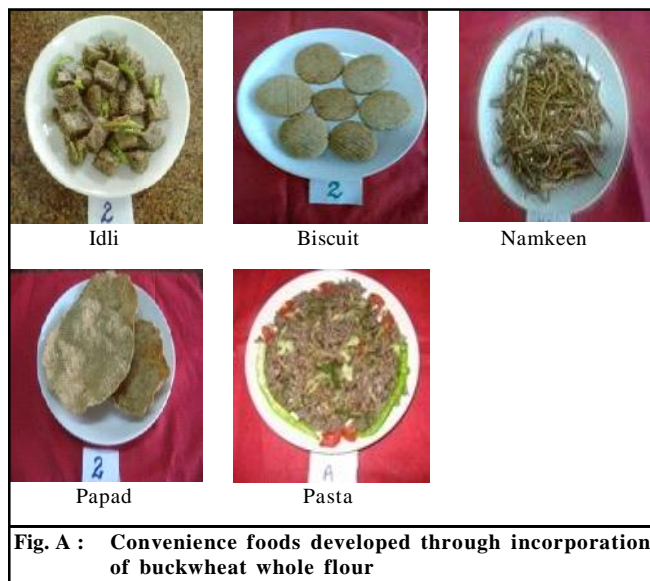 2
2
Idli Biscuit Namkeen
2
A
Papad Pasta
Fig. A : Convenience foods developed through incorporation
of buckwheat whole flour